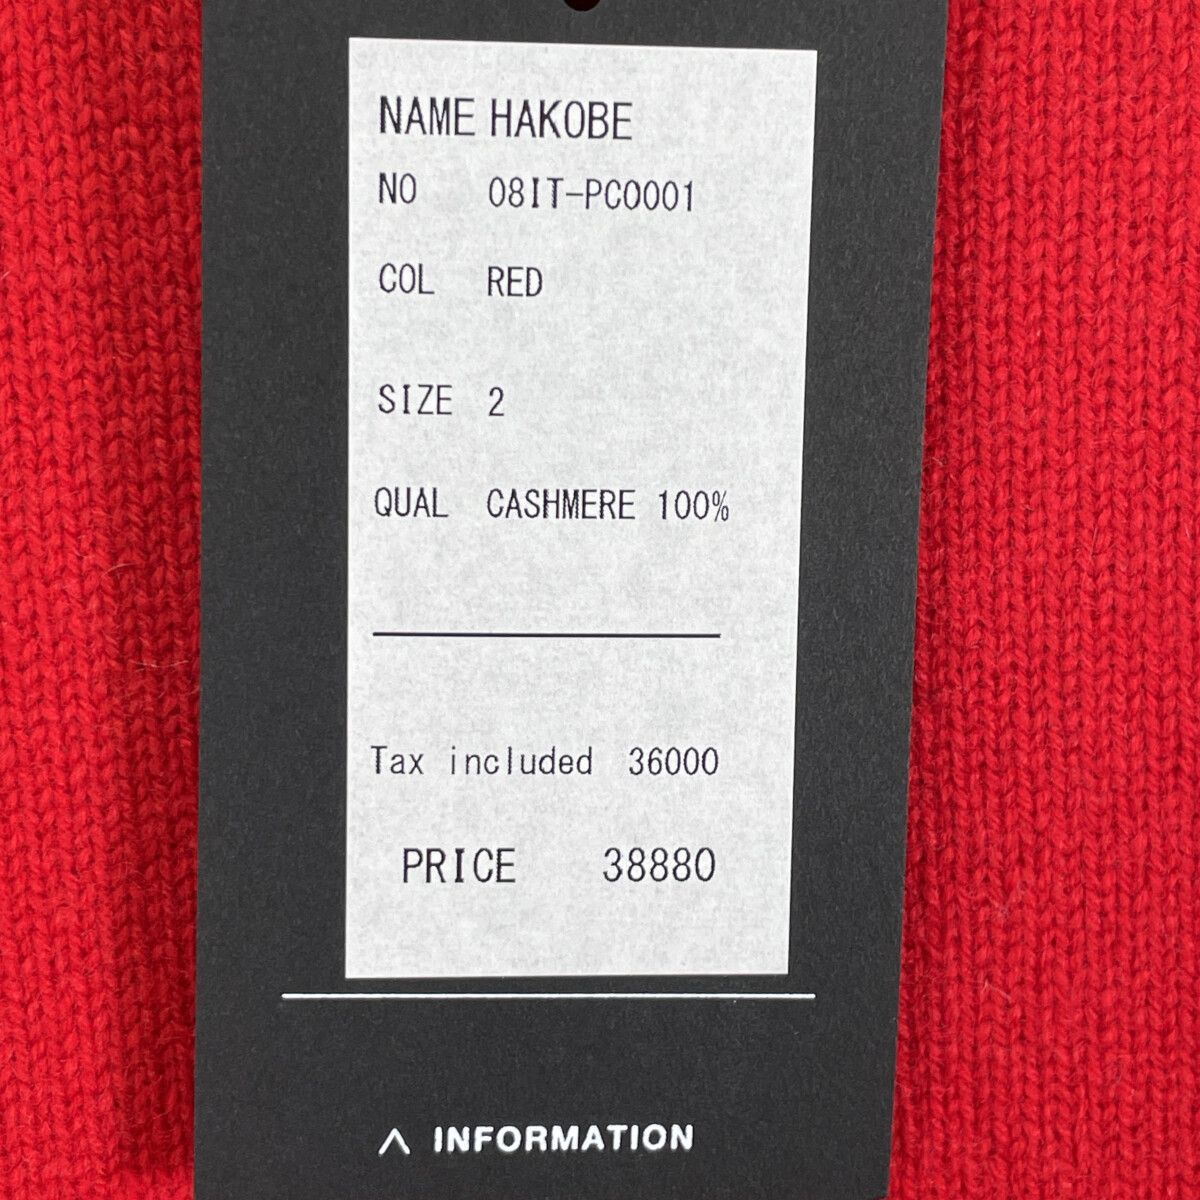 NAME HAKOBE
NO 08IT-PC0001
COL RED
SIZE 2
QUAL CASHMERE 100%
Tax included 36000
PRICE 38880
INFORMATION